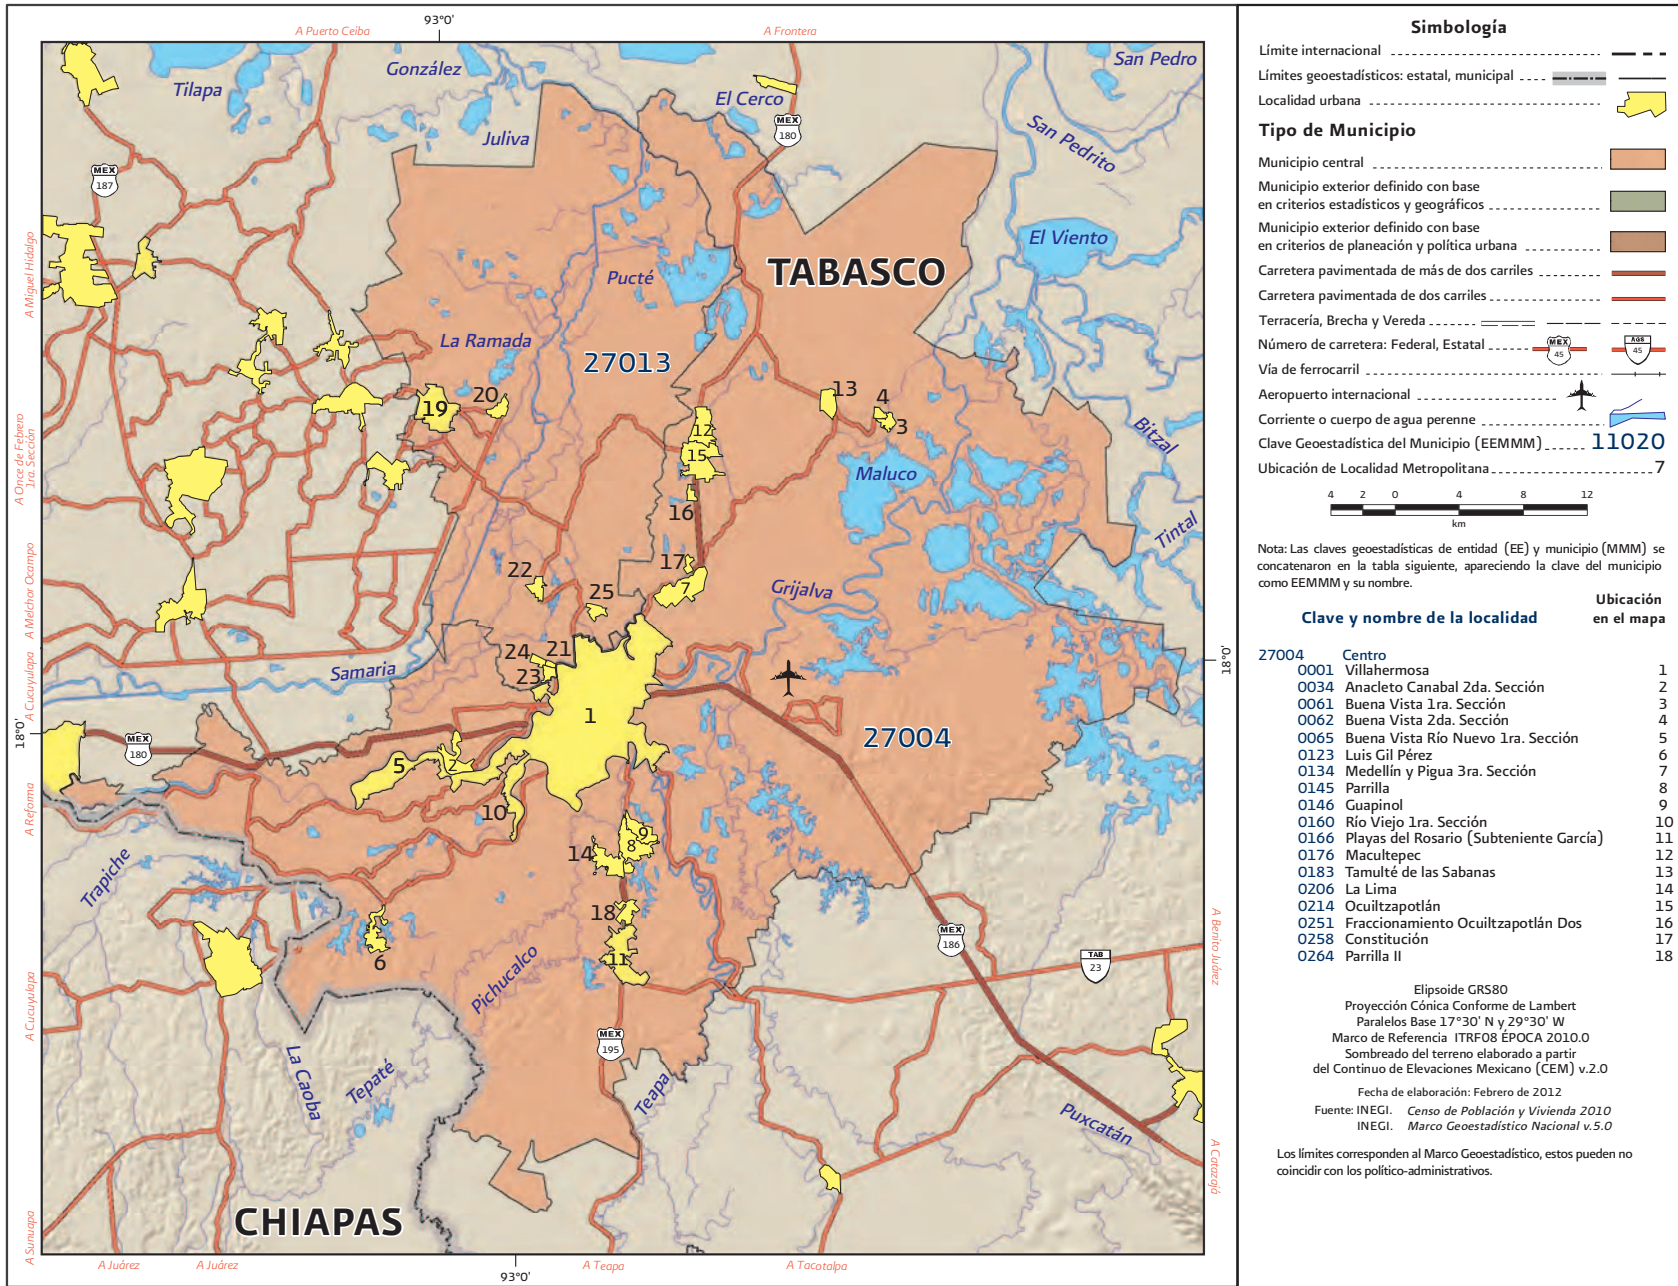 93°0'
A Puerto Ceiba
A Frontera
Tilapa
González
San Pedro
El Cerco
Juliva
San Pedrito
MEX
180
MEX
187
El Viento
TABASCO
Pucté
A Miguel Hidalgo
La Ramada
27013
13
4
3
20
19
12
15
Bitzal
Maluco
A Once de Febrero
1ra. Sección
16
Tintal
17
7
22
25
Grijalva
A Melchor Ocampo
24
21
23
Samaria
18°0'
A Cucuyulapa
1
27004
18°0'
MEX
180
5
2
10
A Reforma
9
8
14
Trapiche
18
6
11
Pichucalco
MEX
186
TAB
23
A Benito Juárez
A Cucuyulapa
MEX
195
La Caoba
Tepaté
Teapa
Puxcatán
A Catazajá
CHIAPAS
A Sunuapa
A Juárez
A Juárez
93°0'
A Teapa
A Tacotalpa
Simbología
Límite internacional
Límites geoestadísticos: estatal, municipal
Localidad urbana
Tipo de Municipio
Municipio central
Municipio exterior definido con base
en criterios estadísticos y geográficos
Municipio exterior definido con base
en criterios de planeación y política urbana
Carretera pavimentada de más de dos carriles
Carretera pavimentada de dos carriles
Terracería, Brecha y Vereda
Número de carretera: Federal, Estatal MEX 45 AGS 45
Vía de ferrocarril
Aeropuerto internacional
Corriente o cuerpo de agua perenne
Clave Geoestadística del Municipio (EEMMM) 11020
Ubicación de Localidad Metropolitana 7
4 2 0 4 8 12
km
Nota: Las claves geoestadísticas de entidad (EE) y municipio (MMM) se
concatenaron en la tabla siguiente, apareciendo la clave del municipio
como EEMMM y su nombre.
Clave y nombre de la localidad Ubicación
en el mapa
27004 Centro
0001 Villahermosa 1
0034 Anacleto Canabal 2da. Sección 2
0061 Buena Vista 1ra. Sección 3
0062 Buena Vista 2da. Sección 4
0065 Buena Vista Río Nuevo 1ra. Sección 5
0123 Luis Gil Pérez 6
0134 Medellín y Pigua 3ra. Sección 7
0145 Parrilla 8
0146 Guapinol 9
0160 Río Viejo 1ra. Sección 10
0166 Playas del Rosario (Subteniente García) 11
0176 Macultepec 12
0183 Tamulté de las Sabanas 13
0206 La Lima 14
0214 Ocuiltzapotlán 15
0251 Fraccionamiento Ocuiltzapotlán Dos 16
0258 Constitución 17
0264 Parrilla II 18
Elipsoide GRS80
Proyección Cónica Conforme de Lambert
Paralelos Base 17°30' N y 29°30' W
Marco de Referencia ITRF08 ÉPOCA 2010.0
Sombreado del terreno elaborado a partir
del Continuo de Elevaciones Mexicano (CEM) v.2.0
Fecha de elaboración: Febrero de 2012
Fuente: INEGI. Censo de Población y Vivienda 2010
INEGI. Marco Geoestadístico Nacional v.5.0
Los límites corresponden al Marco Geoestadístico, estos pueden no
coincidir con los político-administrativos.